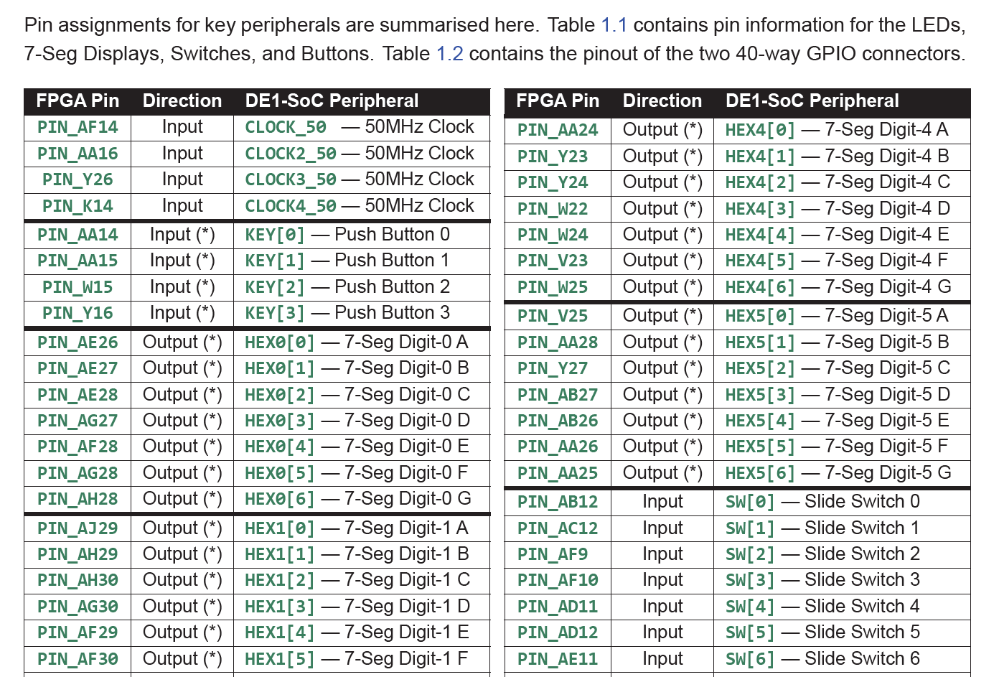 Pin assignments for key peripherals are summarised here. Table 1.1 contains pin information for the LEDs,
7-Seg Displays, Switches, and Buttons. Table 1.2 contains the pinout of the two 40-way GPIO connectors.
FPGA Pin Direction DE1-SoC Peripheral
PIN_AF14 Input CLOCK_50 — 50MHz Clock
PIN_AA16 Input CLOCK2_50 — 50MHz Clock
PIN_Y26 Input CLOCK3_50 — 50MHz Clock
PIN_K14 Input CLOCK4_50 — 50MHz Clock
PIN_AA14 Input (*) KEY[0] — Push Button 0
PIN_AA15 Input (*) KEY[1] — Push Button 1
PIN_W15 Input (*) KEY[2] — Push Button 2
PIN_Y16 Input (*) KEY[3] — Push Button 3
PIN_AE26 Output (*) HEX0[0] — 7-Seg Digit-0 A
PIN_AE27 Output (*) HEX0[1] — 7-Seg Digit-0 B
PIN_AE28 Output (*) HEX0[2] — 7-Seg Digit-0 C
PIN_AG27 Output (*) HEX0[3] — 7-Seg Digit-0 D
PIN_AF28 Output (*) HEX0[4] — 7-Seg Digit-0 E
PIN_AG28 Output (*) HEX0[5] — 7-Seg Digit-0 F
PIN_AH28 Output (*) HEX0[6] — 7-Seg Digit-0 G
PIN_AJ29 Output (*) HEX1[0] — 7-Seg Digit-1 A
PIN_AH29 Output (*) HEX1[1] — 7-Seg Digit-1 B
PIN_AH30 Output (*) HEX1[2] — 7-Seg Digit-1 C
PIN_AG30 Output (*) HEX1[3] — 7-Seg Digit-1 D
PIN_AF29 Output (*) HEX1[4] — 7-Seg Digit-1 E
PIN_AF30 Output (*) HEX1[5] — 7-Seg Digit-1 F
FPGA Pin Direction DE1-SoC Peripheral
PIN_AA24 Output (*) HEX4[0] — 7-Seg Digit-4 A
PIN_Y23 Output (*) HEX4[1] — 7-Seg Digit-4 B
PIN_Y24 Output (*) HEX4[2] — 7-Seg Digit-4 C
PIN_W22 Output (*) HEX4[3] — 7-Seg Digit-4 D
PIN_W24 Output (*) HEX4[4] — 7-Seg Digit-4 E
PIN_V23 Output (*) HEX4[5] — 7-Seg Digit-4 F
PIN_W25 Output (*) HEX4[6] — 7-Seg Digit-4 G
PIN_V25 Output (*) HEX5[0] — 7-Seg Digit-5 A
PIN_AA28 Output (*) HEX5[1] — 7-Seg Digit-5 B
PIN_Y27 Output (*) HEX5[2] — 7-Seg Digit-5 C
PIN_AB27 Output (*) HEX5[3] — 7-Seg Digit-5 D
PIN_AB26 Output (*) HEX5[4] — 7-Seg Digit-5 E
PIN_AA26 Output (*) HEX5[5] — 7-Seg Digit-5 F
PIN_AA25 Output (*) HEX5[6] — 7-Seg Digit-5 G
PIN_AB12 Input SW[0] — Slide Switch 0
PIN_AC12 Input SW[1] — Slide Switch 1
PIN_AF9 Input SW[2] — Slide Switch 2
PIN_AF10 Input SW[3] — Slide Switch 3
PIN_AD11 Input SW[4] — Slide Switch 4
PIN_AD12 Input SW[5] — Slide Switch 5
PIN_AE11 Input SW[6] — Slide Switch 6